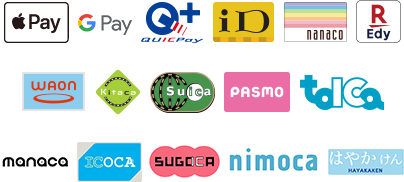 Pay
G Pay
Q+
QUICPay
iD
nanaco
R
Edy
WAON
Kitaca
Suica
PASMO
toica
manaca
ICOCA
SUGOCA
nimoca
はやかけん
HAYAKAKEN